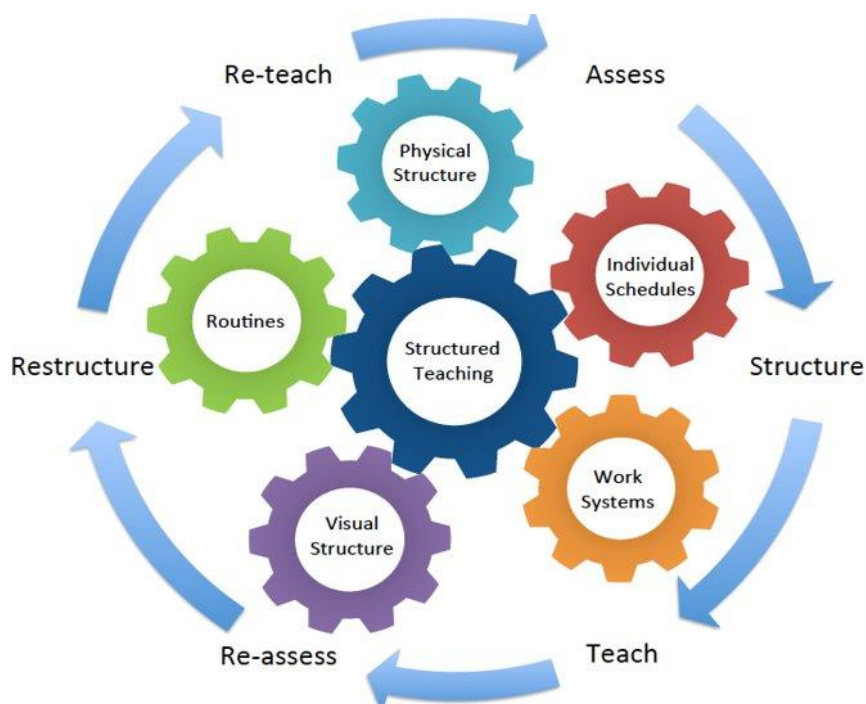 Re-teach
Assess
Physical
Structure
Individual
Schedules
Routines
Structured
Teaching
Restructure
Structure
Work
Systems
Visual
Structure
Re-assess
Teach